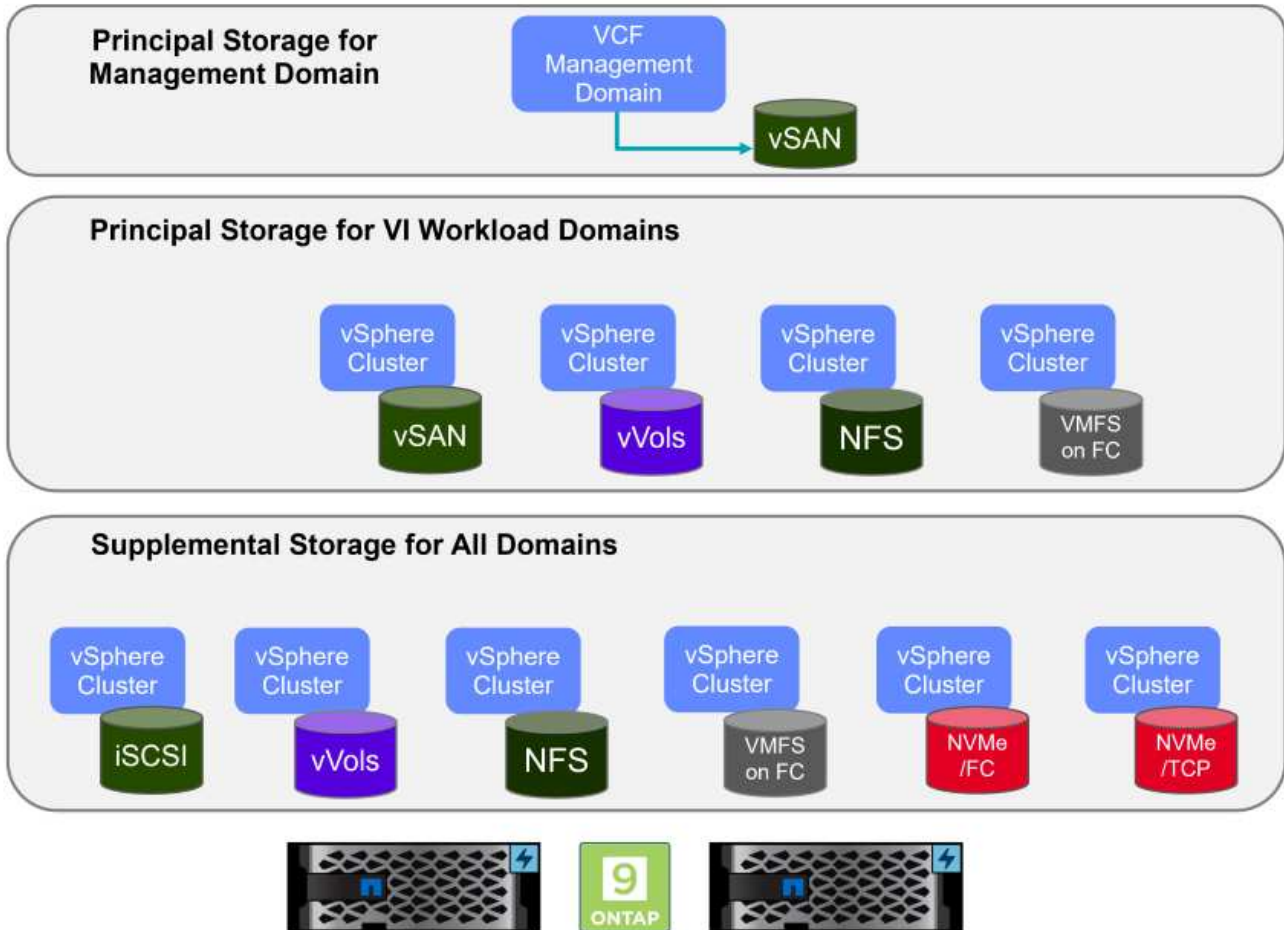 Principal Storage for
Management Domain
VCF
Management
Domain
vSAN
Principal Storage for VI Workload Domains
vSphere
Cluster
vSAN
vSphere
Cluster
vVols
vSphere
Cluster
NFS
vSphere
Cluster
VMFS
on FC
Supplemental Storage for All Domains
vSphere
Cluster
iSCSI
vSphere
Cluster
vVols
vSphere
Cluster
NFS
vSphere
Cluster
VMFS
on FC
vSphere
Cluster
NVMe
/FC
vSphere
Cluster
NVMe
/TCP
9
ONTAP